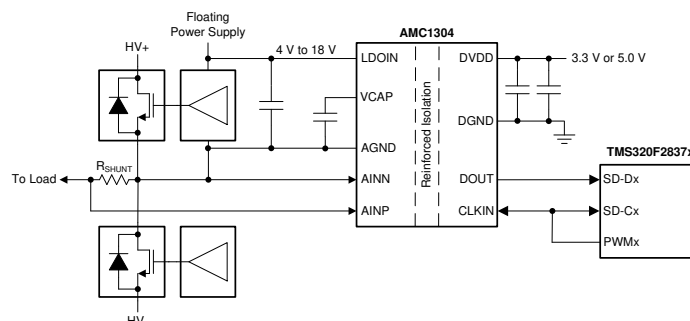 Floating
Power Supply
HV+
4 V to 18 V
AMC1304
LDOIN
DVDD
3.3 V or 5.0 V
VCAP
Reinforced Isolation
DGND
AGND
TMS320F2837x
RSHUNT
To Load
AINN
DOUT
SD-Dx
AINP
CLKIN
SD-Cx
PWMx
HV-